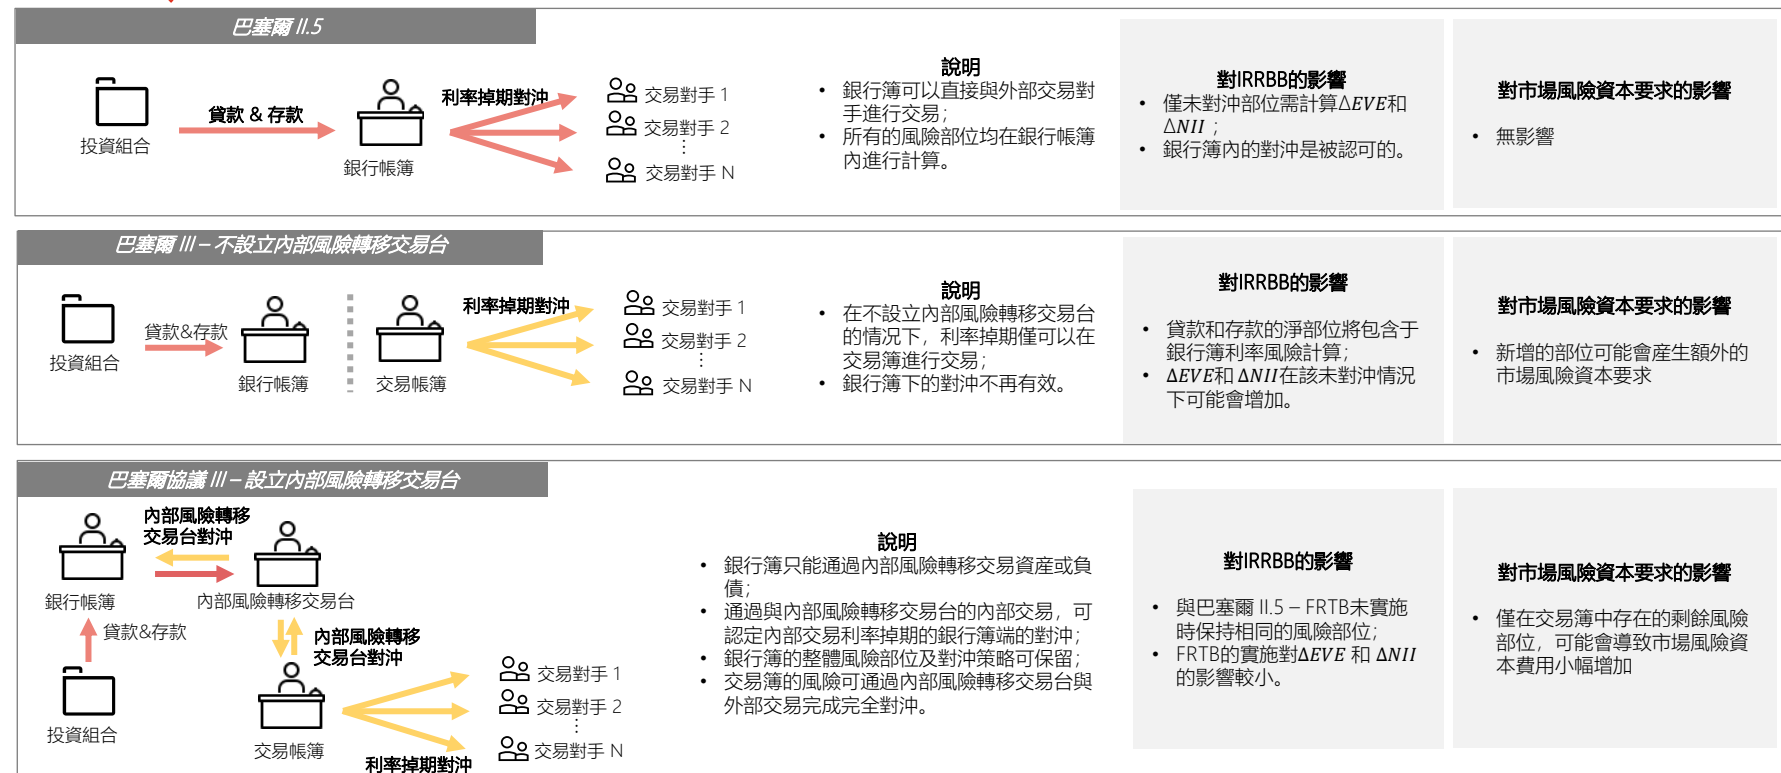 巴塞爾 II.5
投資組合
貸款 & 存款
銀行帳簿
利率掉期對沖
交易對手 1
交易對手 2
⋮
交易對手 N
說明
• 銀行簿可以直接與外部交易對
手進行交易;
• 所有的風險部位均在銀行帳簿
內進行計算。
對IRRBB的影響
• 僅未對沖部位需計算Δ𝐸𝑉𝐸和
Δ𝑁𝐼𝐼;
• 銀行簿內的對沖是被認可的。
對市場風險資本要求的影響
• 無影響
巴塞爾 III – 不設立內部風險轉移交易台
投資組合
貸款&存款
銀行帳簿
交易帳簿
利率掉期對沖
交易對手 1
交易對手 2
⋮
交易對手 N
說明
• 在不設立內部風險轉移交易台
的情況下，利率掉期僅可以在
交易簿進行交易;
• 銀行簿下的對沖不再有效。
對IRRBB的影響
• 貸款和存款的淨部位將包含于
銀行簿利率風險計算;
• Δ𝐸𝑉𝐸和 Δ𝑁𝐼𝐼在該未對沖情況
下可能會增加。
對市場風險資本要求的影響
• 新增的部位可能會産生額外的
市場風險資本要求
巴塞爾協議 III – 設立內部風險轉移交易台
內部風險轉移
交易台對沖
銀行帳簿
內部風險轉移交易台
貸款&存款
內部風險轉移
交易台對沖
投資組合
交易帳簿
利率掉期對沖
交易對手 1
交易對手 2
⋮
交易對手 N
說明
• 銀行簿只能通過內部風險轉移交易資産或負
債;
• 通過與內部風險轉移交易台的內部交易，可
認定內部交易利率掉期的銀行簿端的對沖;
• 銀行簿的整體風險部位及對沖策略可保留;
• 交易簿的風險可通過內部風險轉移交易台與
外部交易完成完全對沖。
對IRRBB的影響
• 與巴塞爾 II.5 – FRTB未實施
時保持相同的風險部位;
• FRTB的實施對Δ𝐸𝑉𝐸 和 Δ𝑁𝐼𝐼
的影響較小。
對市場風險資本要求的影響
• 僅在交易簿中存在的剩餘風險
部位，可能會導致市場風險資
本費用小幅增加